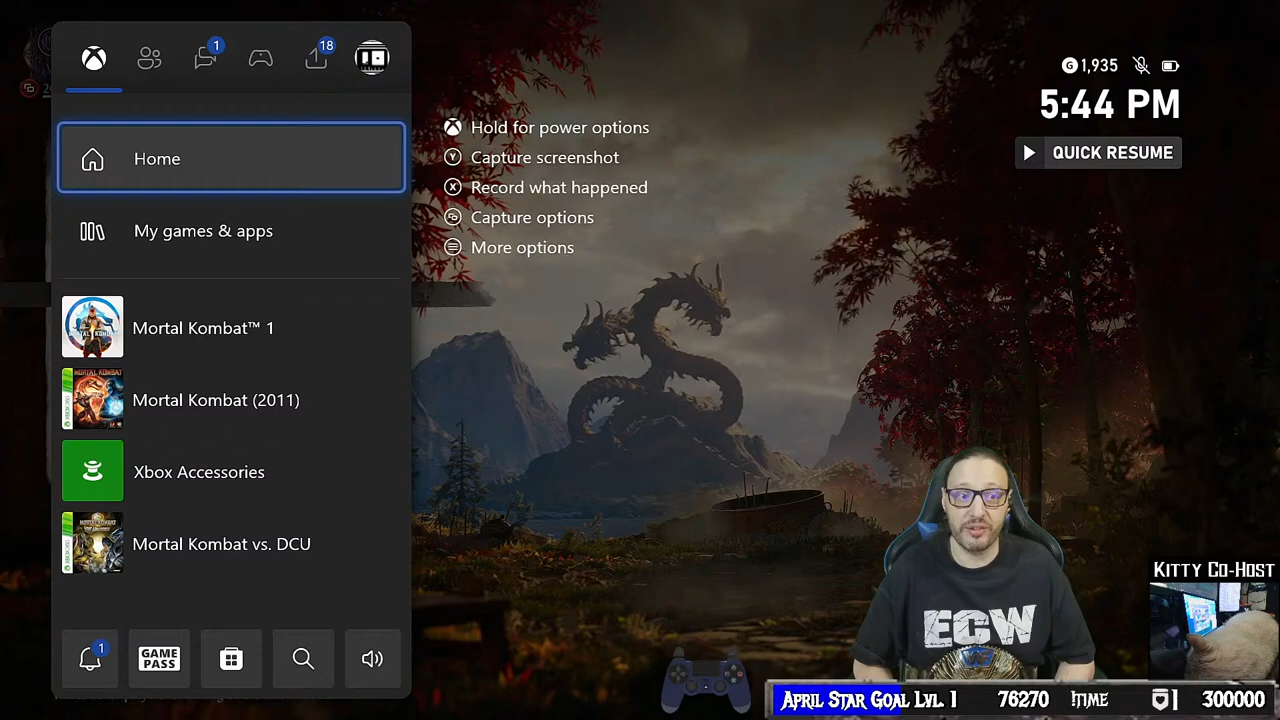 1
18
Home
My games & apps
Mortal Kombat™ 1
Mortal Kombat (2011)
Xbox Accessories
Mortal Kombat vs. DCU
1
GAME
PASS
Hold for power options
Y Capture screenshot
X Record what happened
Capture options
More options
G 1,935
5:44 PM
QUICK RESUME
ECW
KITTY CO-HOST
APRIL STAR GOAL LVL. 1 76270 !TIME 300000